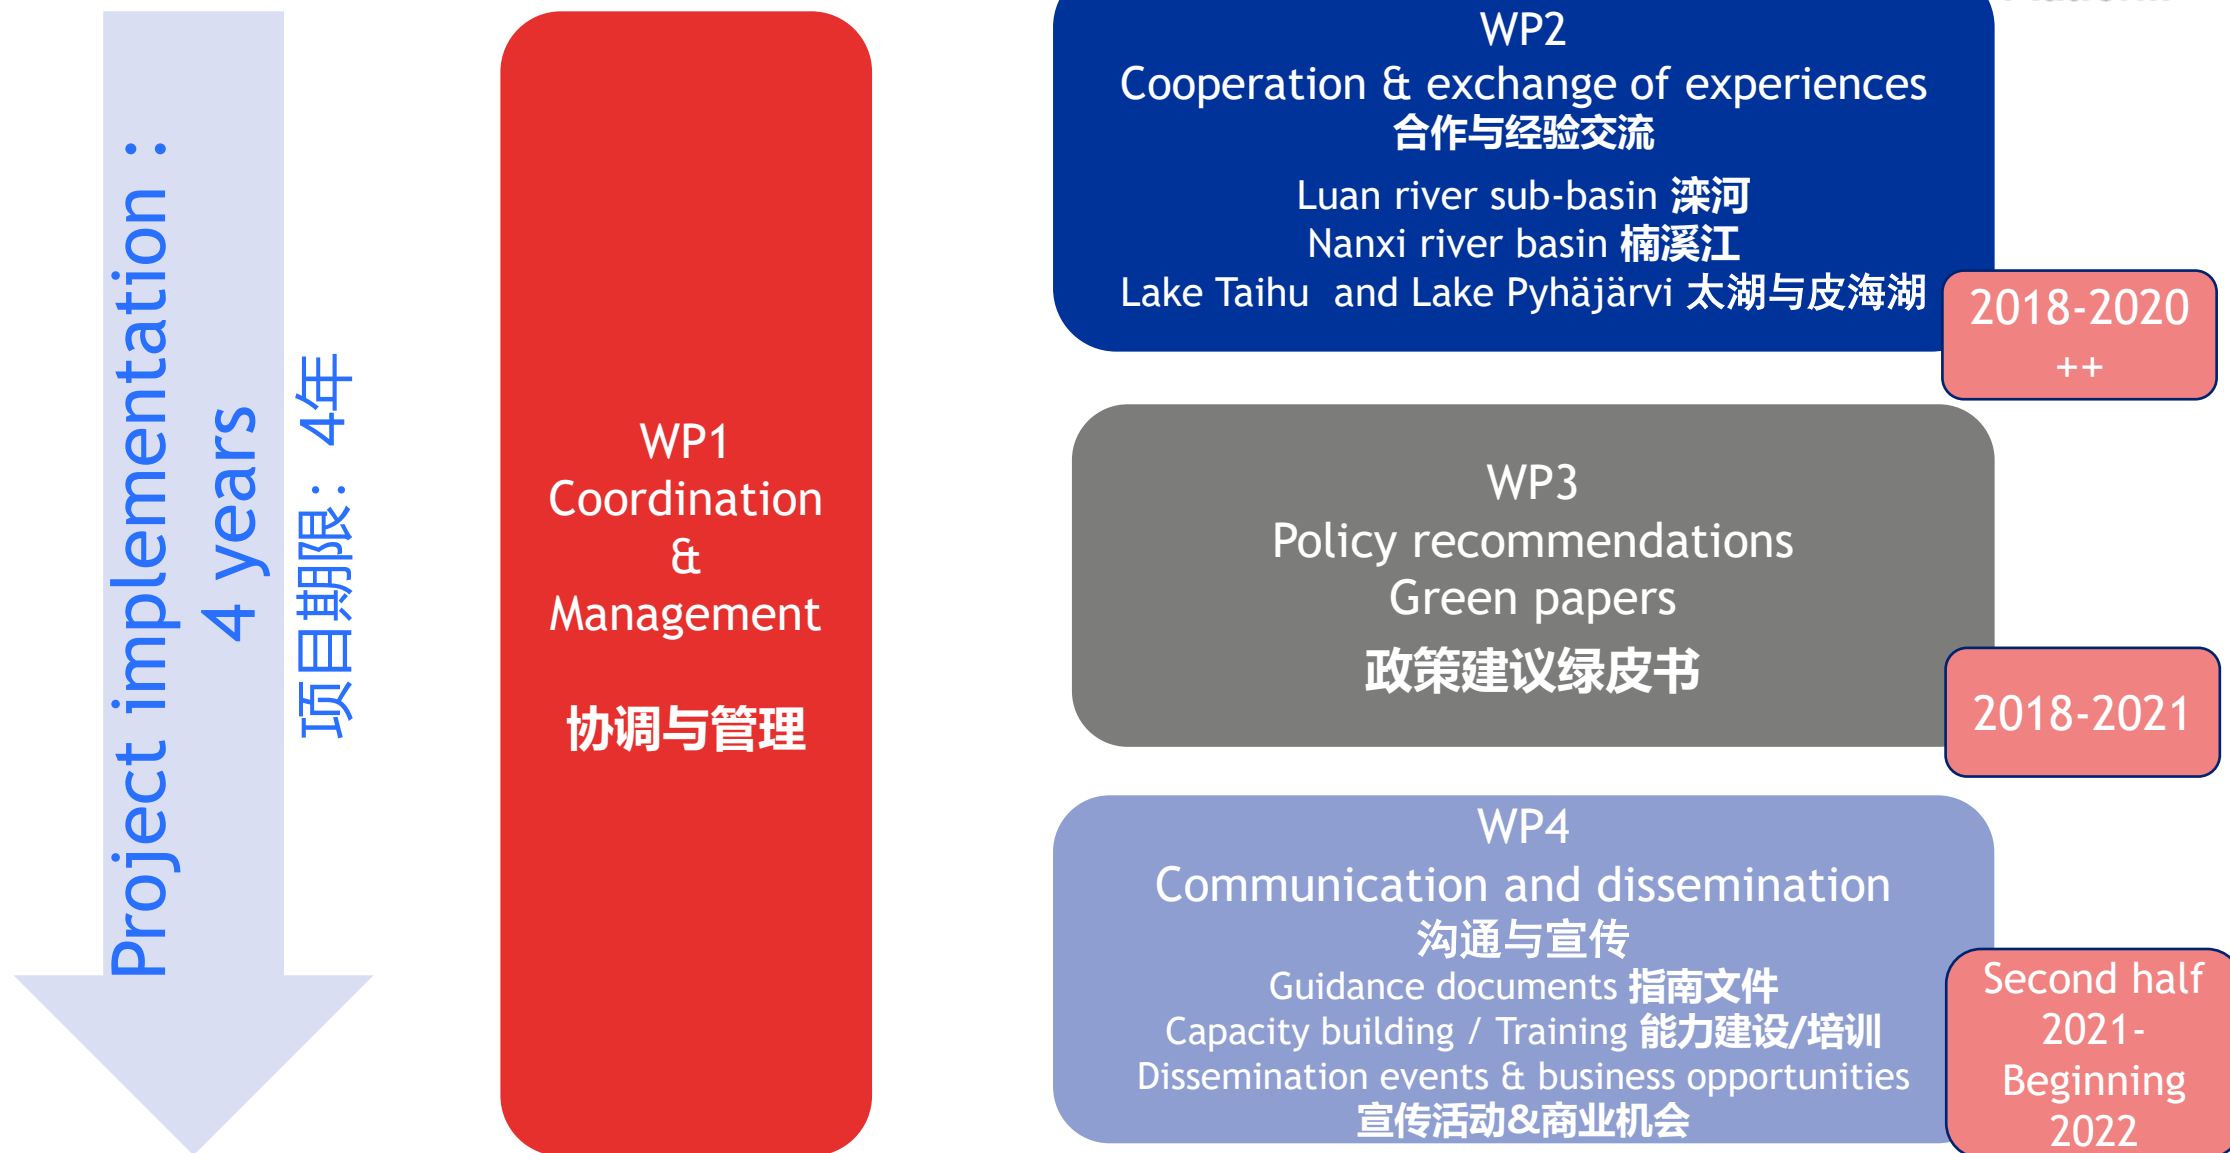 Project implementation :
4 years
项目期限：4年
WP1
Coordination
&
Management
协调与管理
WP2
Cooperation & exchange of experiences
合作与经验交流
Luan river sub-basin 滦河
Nanxi river basin 楠溪江
Lake Taihu and Lake Pyhäjärvi 太湖与皮海湖
2018-2020
++
WP3
Policy recommendations
Green papers
政策建议绿皮书
2018-2021
WP4
Communication and dissemination
沟通与宣传
Guidance documents 指南文件
Capacity building / Training 能力建设/培训
Dissemination events & business opportunities
宣传活动&商业机会
Second half
2021-
Beginning
2022